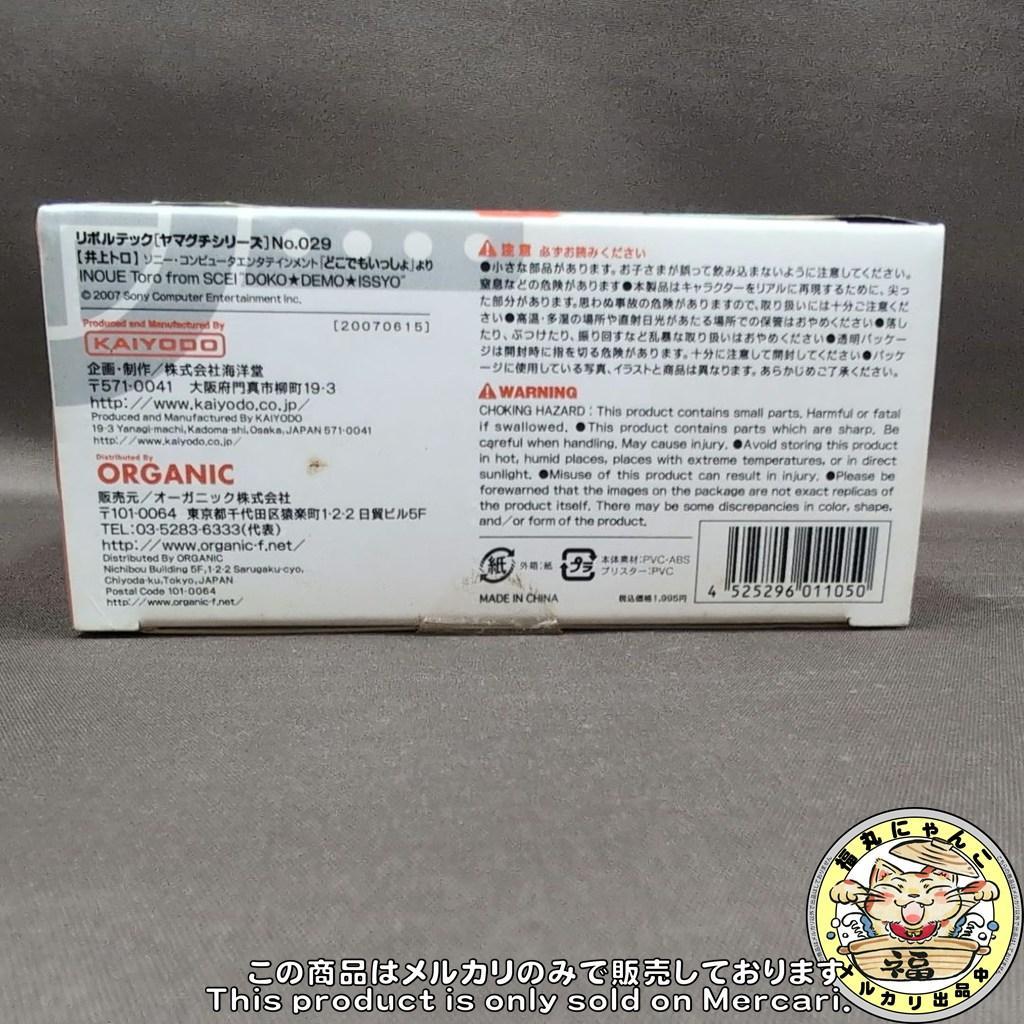 リボルテック[ヤマグチシリーズ]No.029
【井上トロ】ソニー・コンピュータエンタテインメント「どこでもいっしょ」より
INOUE Toro from SCEI"DOKO★DEMO★ISSYO"
© 2007 Sony Computer Entertainment Inc.
Produced and Manufactured By
[20070615]
KAIYODO
企画・制作/株式会社海洋堂
〒571-0041 大阪府門真市柳町19-3
http://www.kaiyodo.co.jp/
Produced and Manufactured By KAIYODO
19-3 Yanagi-machi, Kadoma-shi, Osaka, JAPAN 571-0041
http://www.kaiyodo.co.jp/
Distributed By
ORGANIC
販売元/オーガニック株式会社
〒101-0064 東京都千代田区猿楽町1-2-2 日貿ビル5F
TEL:03-5283-6333(代表)
http://www.organic-f.net/
Distributed By ORGANIC
Nichibou Building 5F,1-2-2 Sarugaku-cyo,
Chiyoda-ku,Tokyo,JAPAN
Postal Code 101-0064
http://www.organic-f.net/
注意 必ずお読みください
●小さな部品があります。お子さまが誤って飲み込まないように注意してください。
窒息などの危険があります●本製品はキャラクターをリアルに再現するために、尖っ
た部分があります。思わぬ事故の危険がありますので、取り扱いには十分ご注意くだ
さい●高温・多湿の場所や直射日光があたる場所での保管はおやめください●落し
たり、ぶつけたり、振り回すなど乱暴な取り扱いはおやめください●透明パッケー
ジは開封時に指を切る危険があります。十分に注意して開封してください●パッケー
ジに使用している写真、イラストと商品は異なります。あらかじめご了承ください。
WARNING
CHOKING HAZARD : This product contains small parts. Harmful or fatal
if swallowed. ●This product contains parts which are sharp. Be
careful when handling. May cause injury. ●Avoid storing this product
in hot, humid places, places with extreme temperatures, or in direct
sunlight. ●Misuse of this product can result in injury. ●Please be
forewarned that the images on the package are not exact replicas of
the product itself. There may be some discrepancies in color, shape,
and/or form of the product.
紙 外箱:紙 プラ 本体素材:PVC・ABS
ブリスター:PVC
MADE IN CHINA 税込価格1,995円
4 525296 011050
福丸にゃんこ
福
メルカリ出品中
この商品はメルカリのみで販売しております。
This product is only sold on Mercari.